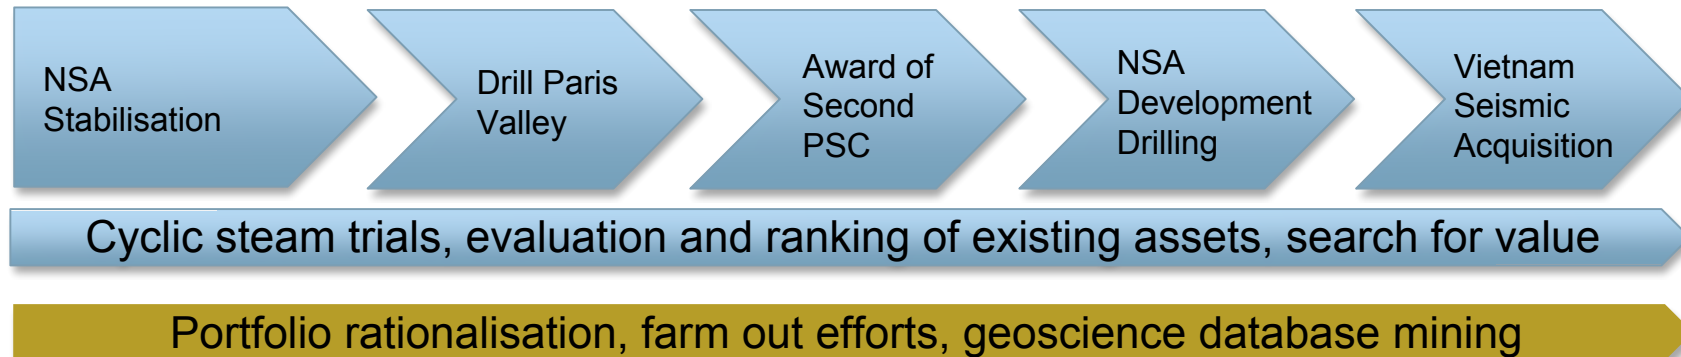 NSA
Stabilisation
Drill Paris
Valley
Award of
Second
PSC
NSA
Development
Drilling
Vietnam
Seismic
Acquisition
Cyclic steam trials, evaluation and ranking of existing assets, search for value
Portfolio rationalisation, farm out efforts, geoscience database mining